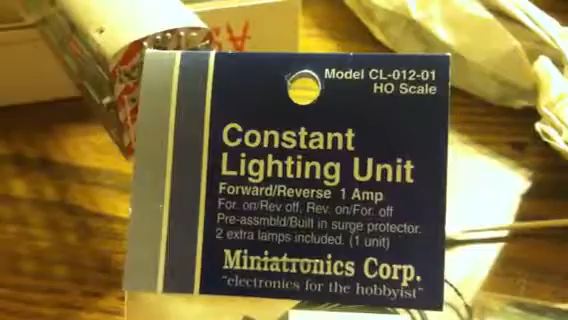 Model CL-012-01
HO Scale
Constant
Lighting Unit
Forward/Reverse 1 Amp
For. on/Rev off, Rev. on/For. off
Pre-assmbld/Built in surge protector.
2 extra lamps included. (1 unit)
Miniatronics Corp.
"electronics for the hobbyist"